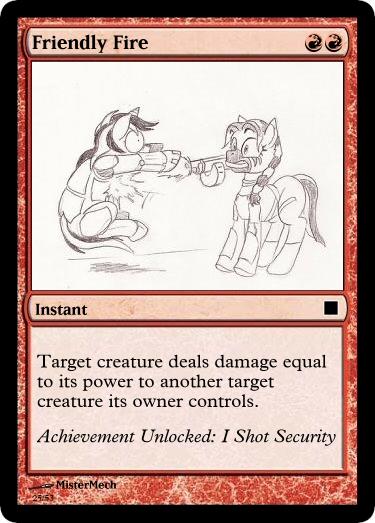 Friendly Fire
Instant
Target creature deals damage equal
to its power to another target
creature its owner controls.
Achievement Unlocked: I Shot Security
MisterMech